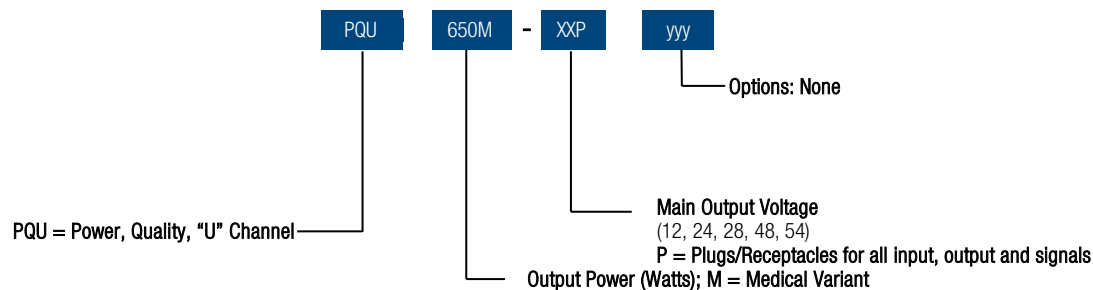 PQU 650M - XXP yyy
Options: None
Main Output Voltage
PQU = Power, Quality, “U” Channel
(12, 24, 28, 48, 54)
P = Plugs/Receptacles for all input, output and signals
Output Power (Watts); M = Medical Variant